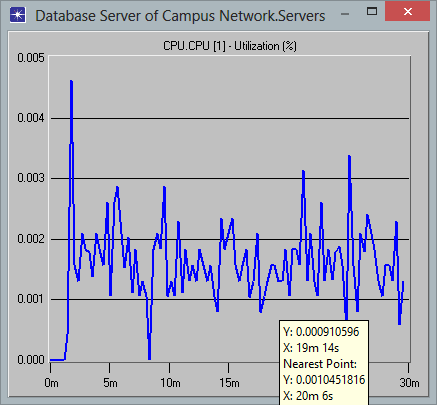 Database Server of Campus Network.Servers
CPU.CPU [1] - Utilization (%)
0.005
0.004
0.003
0.002
0.001
0.000
0m
5m
10m
15m
30m
Y: 0.000910596
X: 19m 14s
Nearest Point:
Y: 0.0010451816
X: 20m 6s